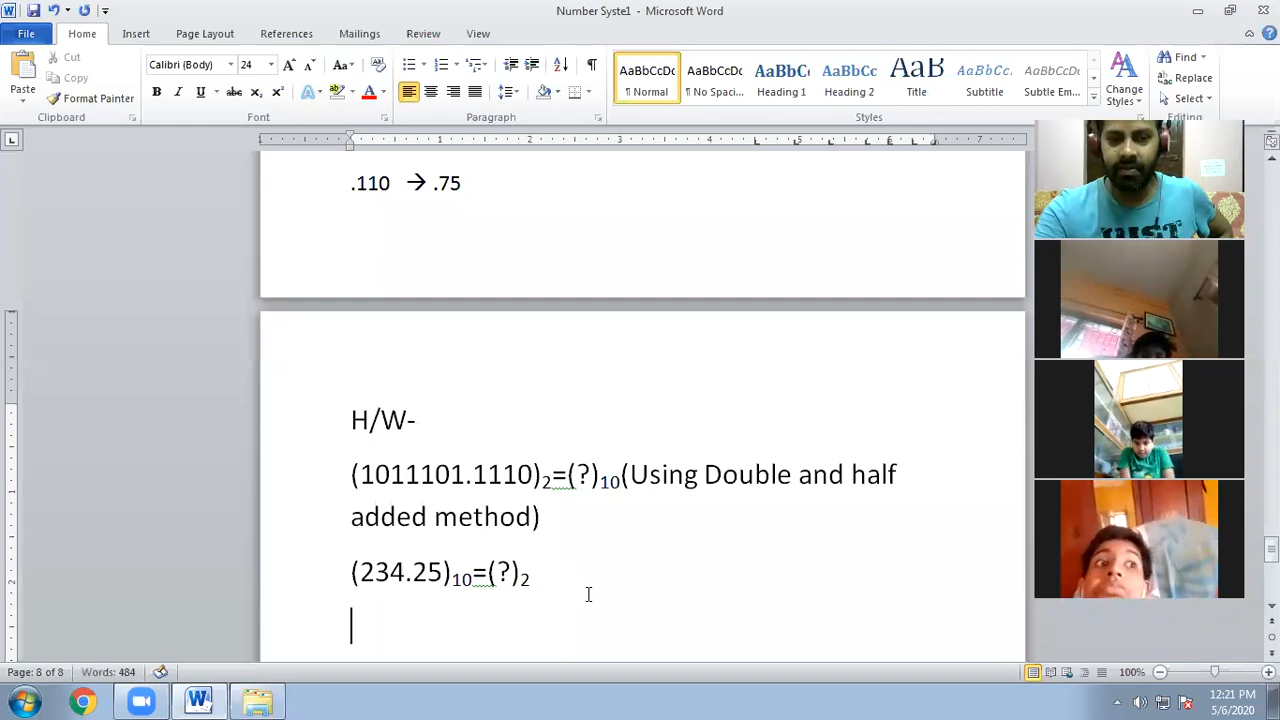 Number Syste1 - Microsoft Word
File Home Insert Page Layout References Mailings Review View
Cut
Copy
Format Painter
Paste
Calibri (Body) 24
Change Styles
AaBbCcDc AaBbCcDc AaBbCc AaBbCc AaB AaBbCcDc AaBbCcDc
¶ Normal ¶ No Spaci... Heading 1 Heading 2 Title Subtitle Subtle Em...
Find
Replace
Select
Clipboard Font Paragraph Styles Editing
.110 → .75
H/W-
(1011101.1110)2=(?)10(Using Double and half
added method)
(234.25)10=(?)2
Page: 8 of 8 Words: 484 100%
12:21 PM
5/6/2020